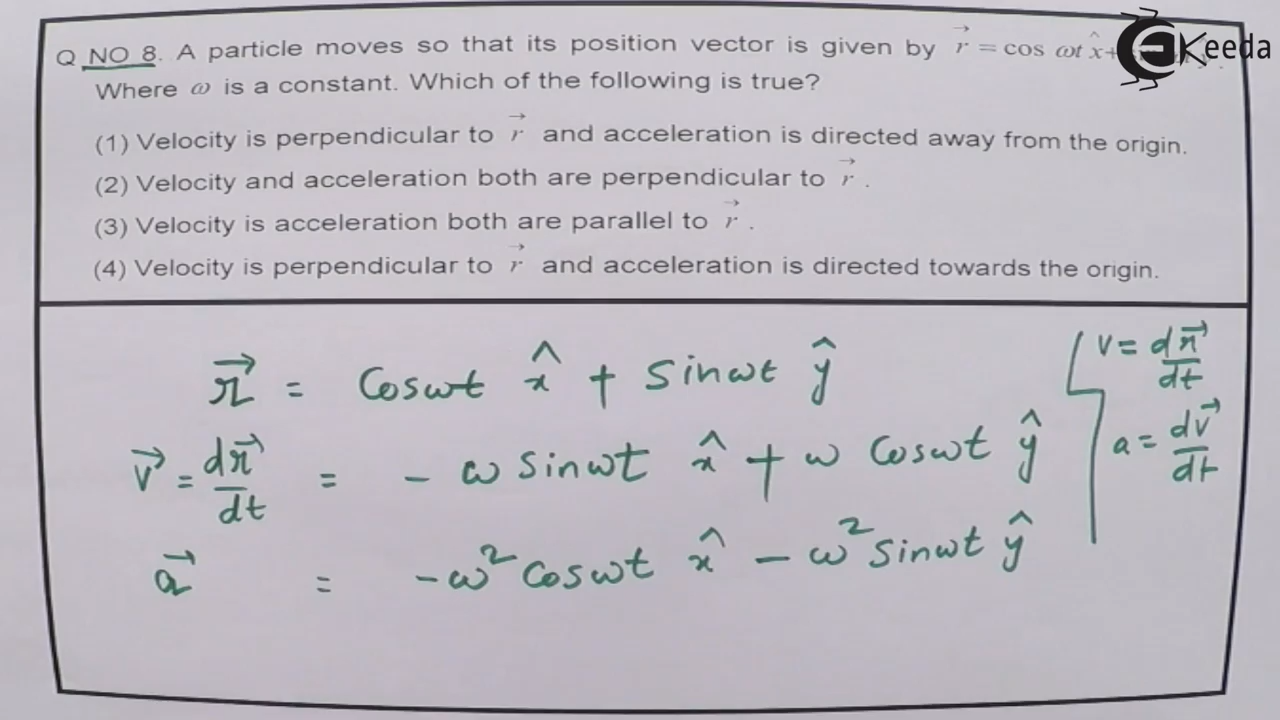 Q NO 8. A particle moves so that its position vector is given by r⃗ = cos ωt x̂ +
Keeda
Where ω is a constant. Which of the following is true?
(1) Velocity is perpendicular to r⃗ and acceleration is directed away from the origin.
(2) Velocity and acceleration both are perpendicular to r⃗ .
(3) Velocity is acceleration both are parallel to r⃗ .
(4) Velocity is perpendicular to r⃗ and acceleration is directed towards the origin.
r⃗ = Cosωt x̂ + sinωt ŷ
v = dr⃗/dt
v⃗ = dr⃗/dt = - ω sinωt x̂ + ω Cosωt ŷ
a = dv⃗/dt
a⃗ = -ω² cosωt x̂ - ω² sinωt ŷ